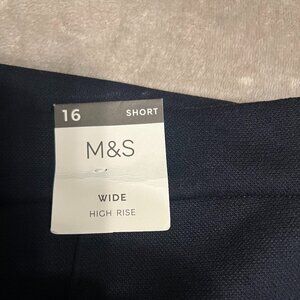 16 SHORT
M&S
WIDE
HIGH RISE